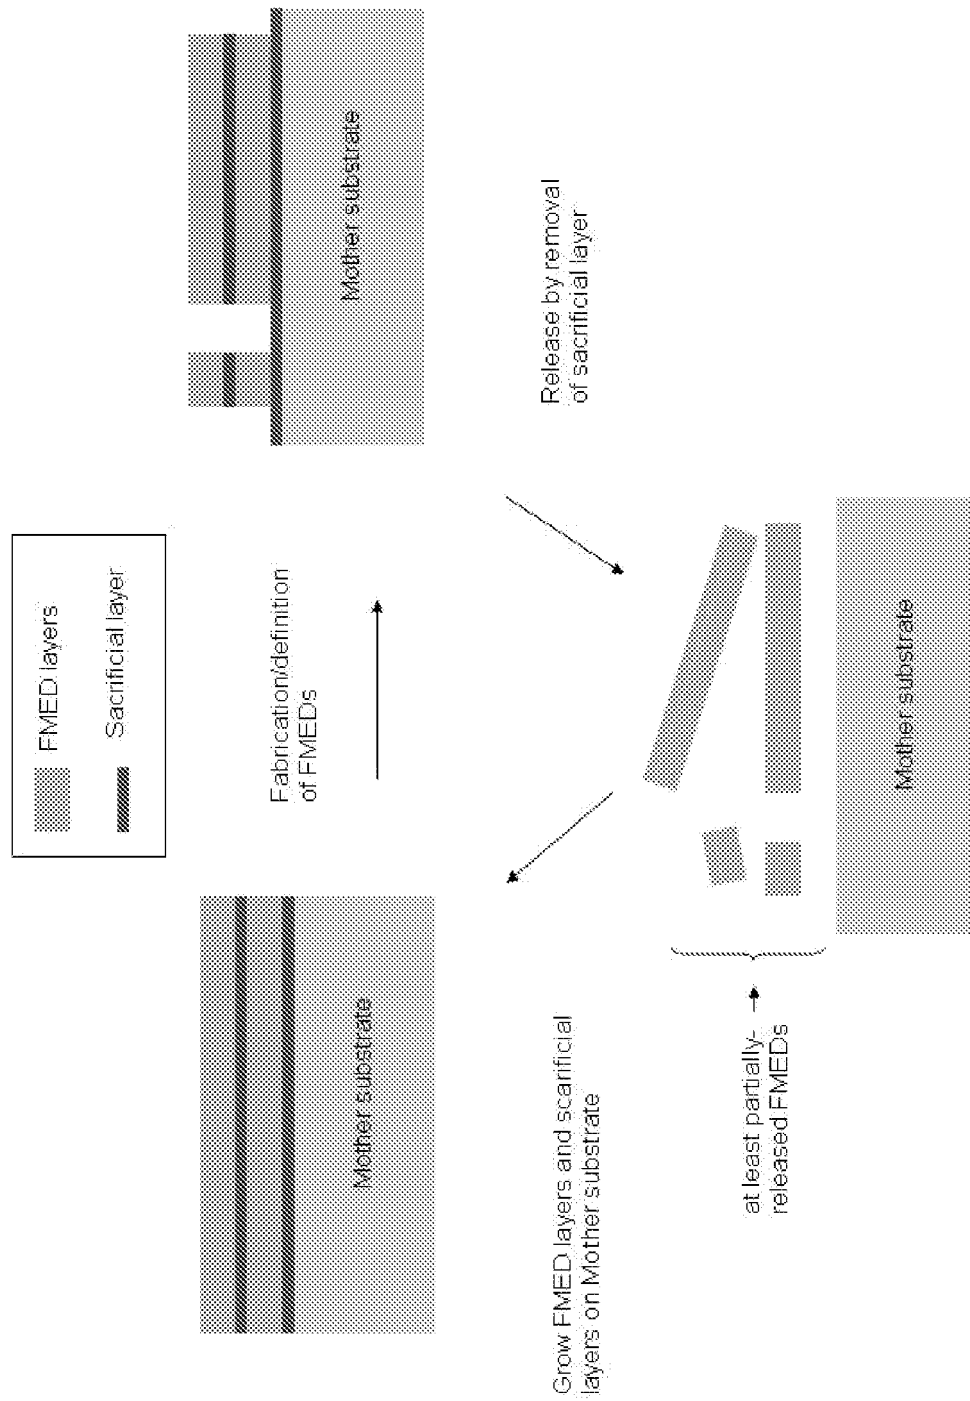 FMED layers
Sacrificial layer
Mother substrate
Fabrication/definition
of FMEDs
Mother substrate
Grow FMED layers and scarificial
layers on Mother substrate
Release by removal
of sacrificial layer
at least partially-
released FMEDs
Mother substrate